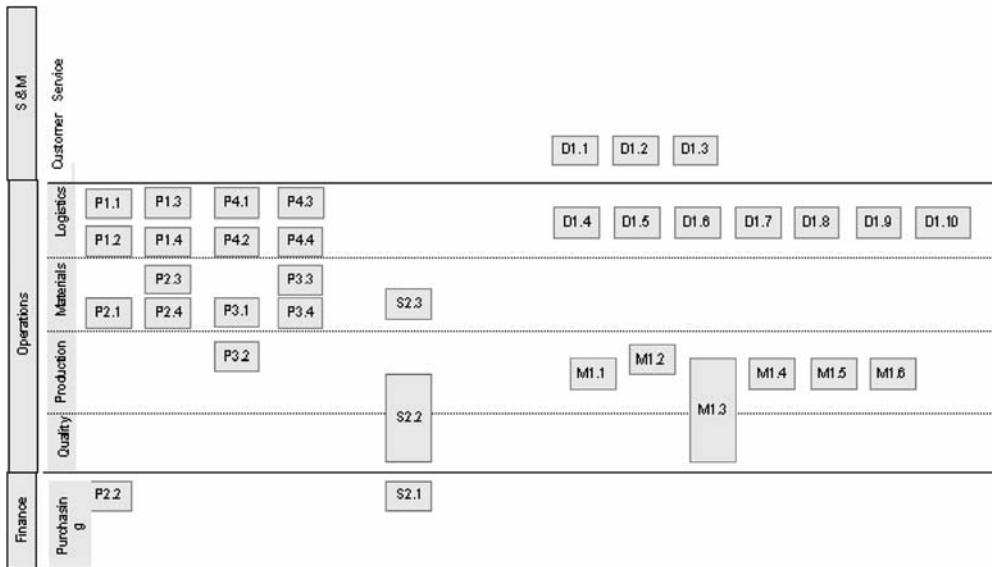 S & M
Customer Service
D1.1 D1.2 D1.3
Operations
Logistics
P1.1 P1.3 P4.1 P4.3
D1.4 D1.5 D1.6 D1.7 D1.8 D1.9 D1.10
P1.2 P1.4 P4.2 P4.4
Materials
P2.3 P3.3
P2.1 P2.4 P3.1 P3.4 S2.3
Production
P3.2 M1.2
M1.1 M1.4 M1.5 M1.6
M1.3
S2.2
Quality
Finance
Purchasin
g
P2.2 S2.1